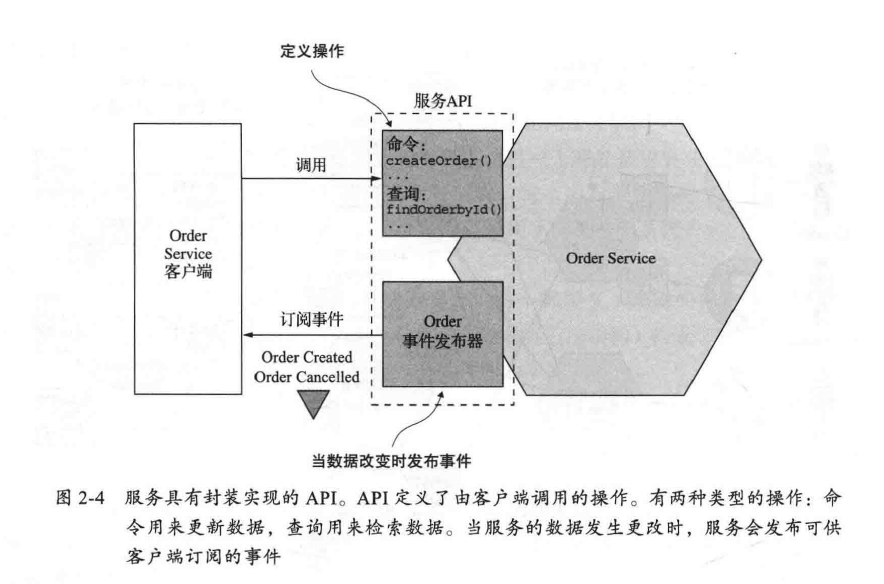 定义操作
服务API
命令:
createOrder()
...
查询:
findOrderbyId()
...
调用
Order
Service
客户端
Order Service
订阅事件
Order
事件发布器
Order Created
Order Cancelled
当数据改变时发布事件
图 2-4 服务具有封装实现的 API。API 定义了由客户端调用的操作。有两种类型的操作：命
令用来更新数据，查询用来检索数据。当服务的数据发生更改时，服务会发布可供
客户端订阅的事件